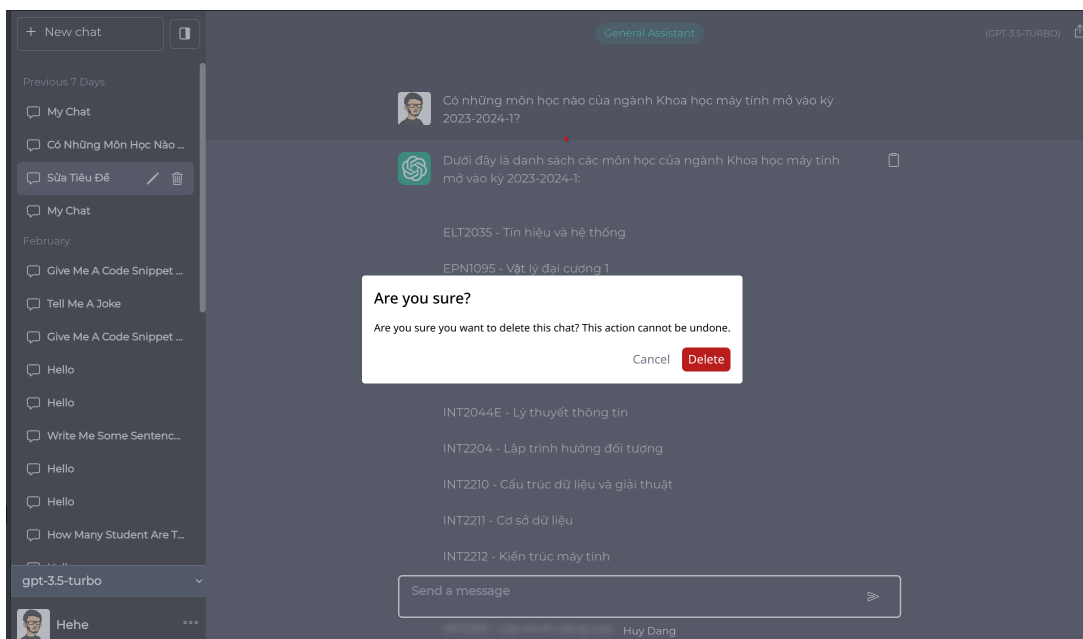 + New chat
General Assistant
(GPT-3.5-TURBO)
Previous 7 Days
My Chat
Có Những Môn Học Nào ...
Sửa Tiêu Đề
My Chat
February
Give Me A Code Snippet ...
Tell Me A Joke
Give Me A Code Snippet ...
Hello
Hello
Write Me Some Sentenc...
Hello
Hello
How Many Student Are T...
gpt-3.5-turbo
Hehe
Có những môn học nào của ngành Khoa học máy tính mở vào kỳ
2023-2024-1?
Dưới đây là danh sách các môn học của ngành Khoa học máy tính
mở vào kỳ 2023-2024-1:
ELT2035 - Tín hiệu và hệ thống
EPN1095 - Vật lý đại cương 1
Are you sure?
Are you sure you want to delete this chat? This action cannot be undone.
Cancel
Delete
INT2044E - Lý thuyết thông tin
INT2204 - Lập trình hướng đối tượng
INT2210 - Cấu trúc dữ liệu và giải thuật
INT2211 - Cơ sở dữ liệu
INT2212 - Kiến trúc máy tính
Send a message
Huy Dang